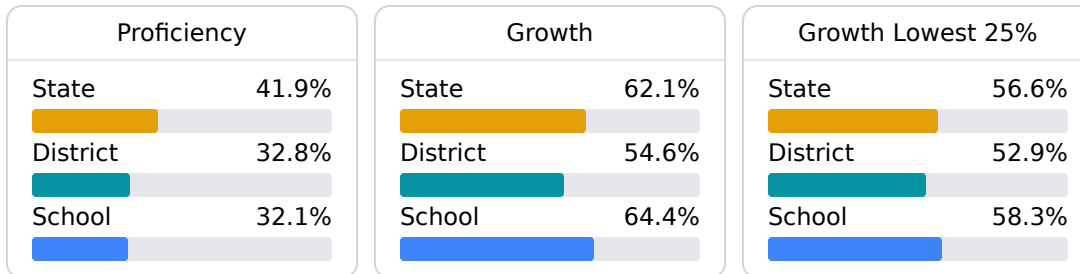 Proficiency
State 41.9%
District 32.8%
School 32.1%
Growth
State 62.1%
District 54.6%
School 64.4%
Growth Lowest 25%
State 56.6%
District 52.9%
School 58.3%